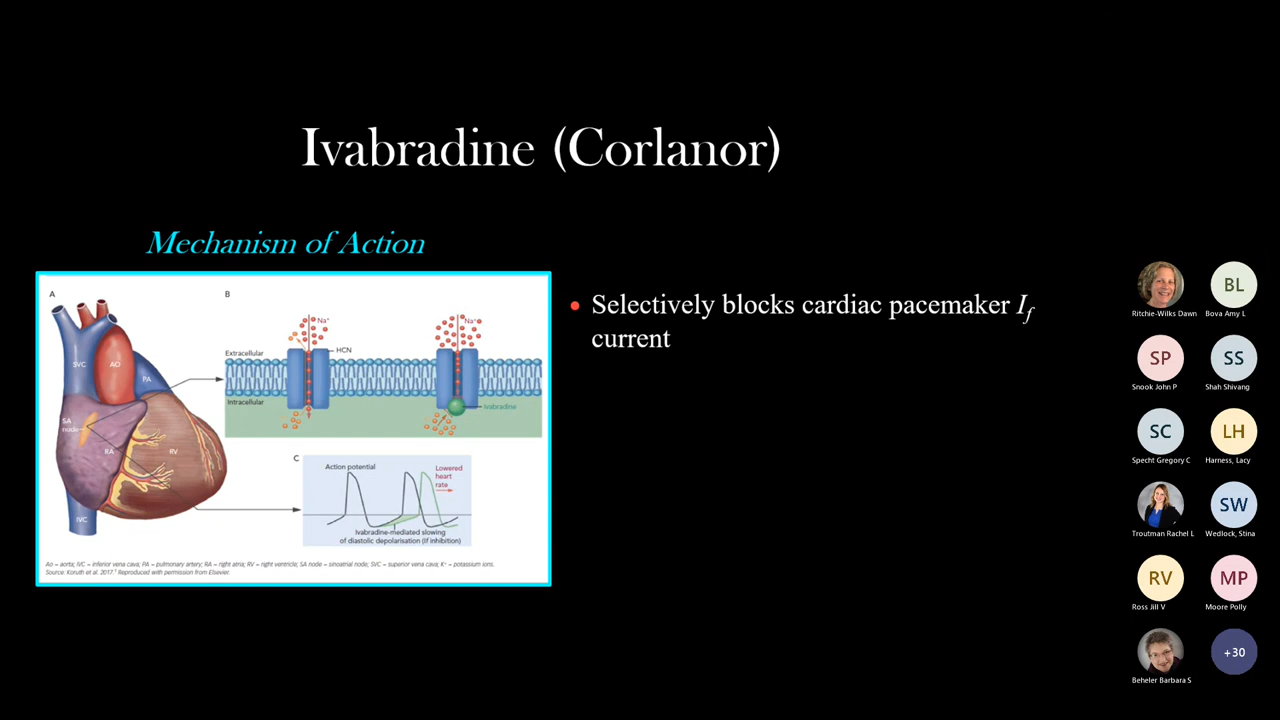 Ivabradine (Corlanor)
Mechanism of Action
A
B
Na⁺
Na⁺
HCN
Extracellular
Intracellular
Ivabradine
SVC
AO
PA
SA
node
RA
RV
IVC
C
Action potential
Lowered
heart
rate
Ivabradine-mediated slowing
of diastolic depolarisation (If inhibition)
Ao = aorta; IVC = inferior vena cava; PA = pulmonary artery; RA = right atria; RV = right ventricle; SA node = sinoatrial node; SVC = superior vena cava; K⁺ = potassium ions.
Source: Koruth et al. 2017.⁷ Reproduced with permission from Elsevier.
• Selectively blocks cardiac pacemaker If
current
BL
Ritchie-Wilks Dawn
Bova Amy L
SP
SS
Snook John P
Shah Shivang
SC
LH
Specht Gregory C
Harness, Lacy
SW
Troutman Rachel L
Wedlock, Stina
RV
MP
Ross Jill V
Moore Polly
+30
Beheler Barbara S